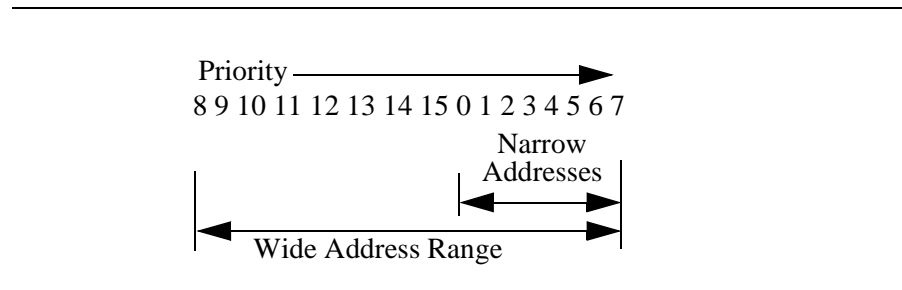 Priority
8 9 10 11 12 13 14 15 0 1 2 3 4 5 6 7
Narrow
Addresses
Wide Address Range